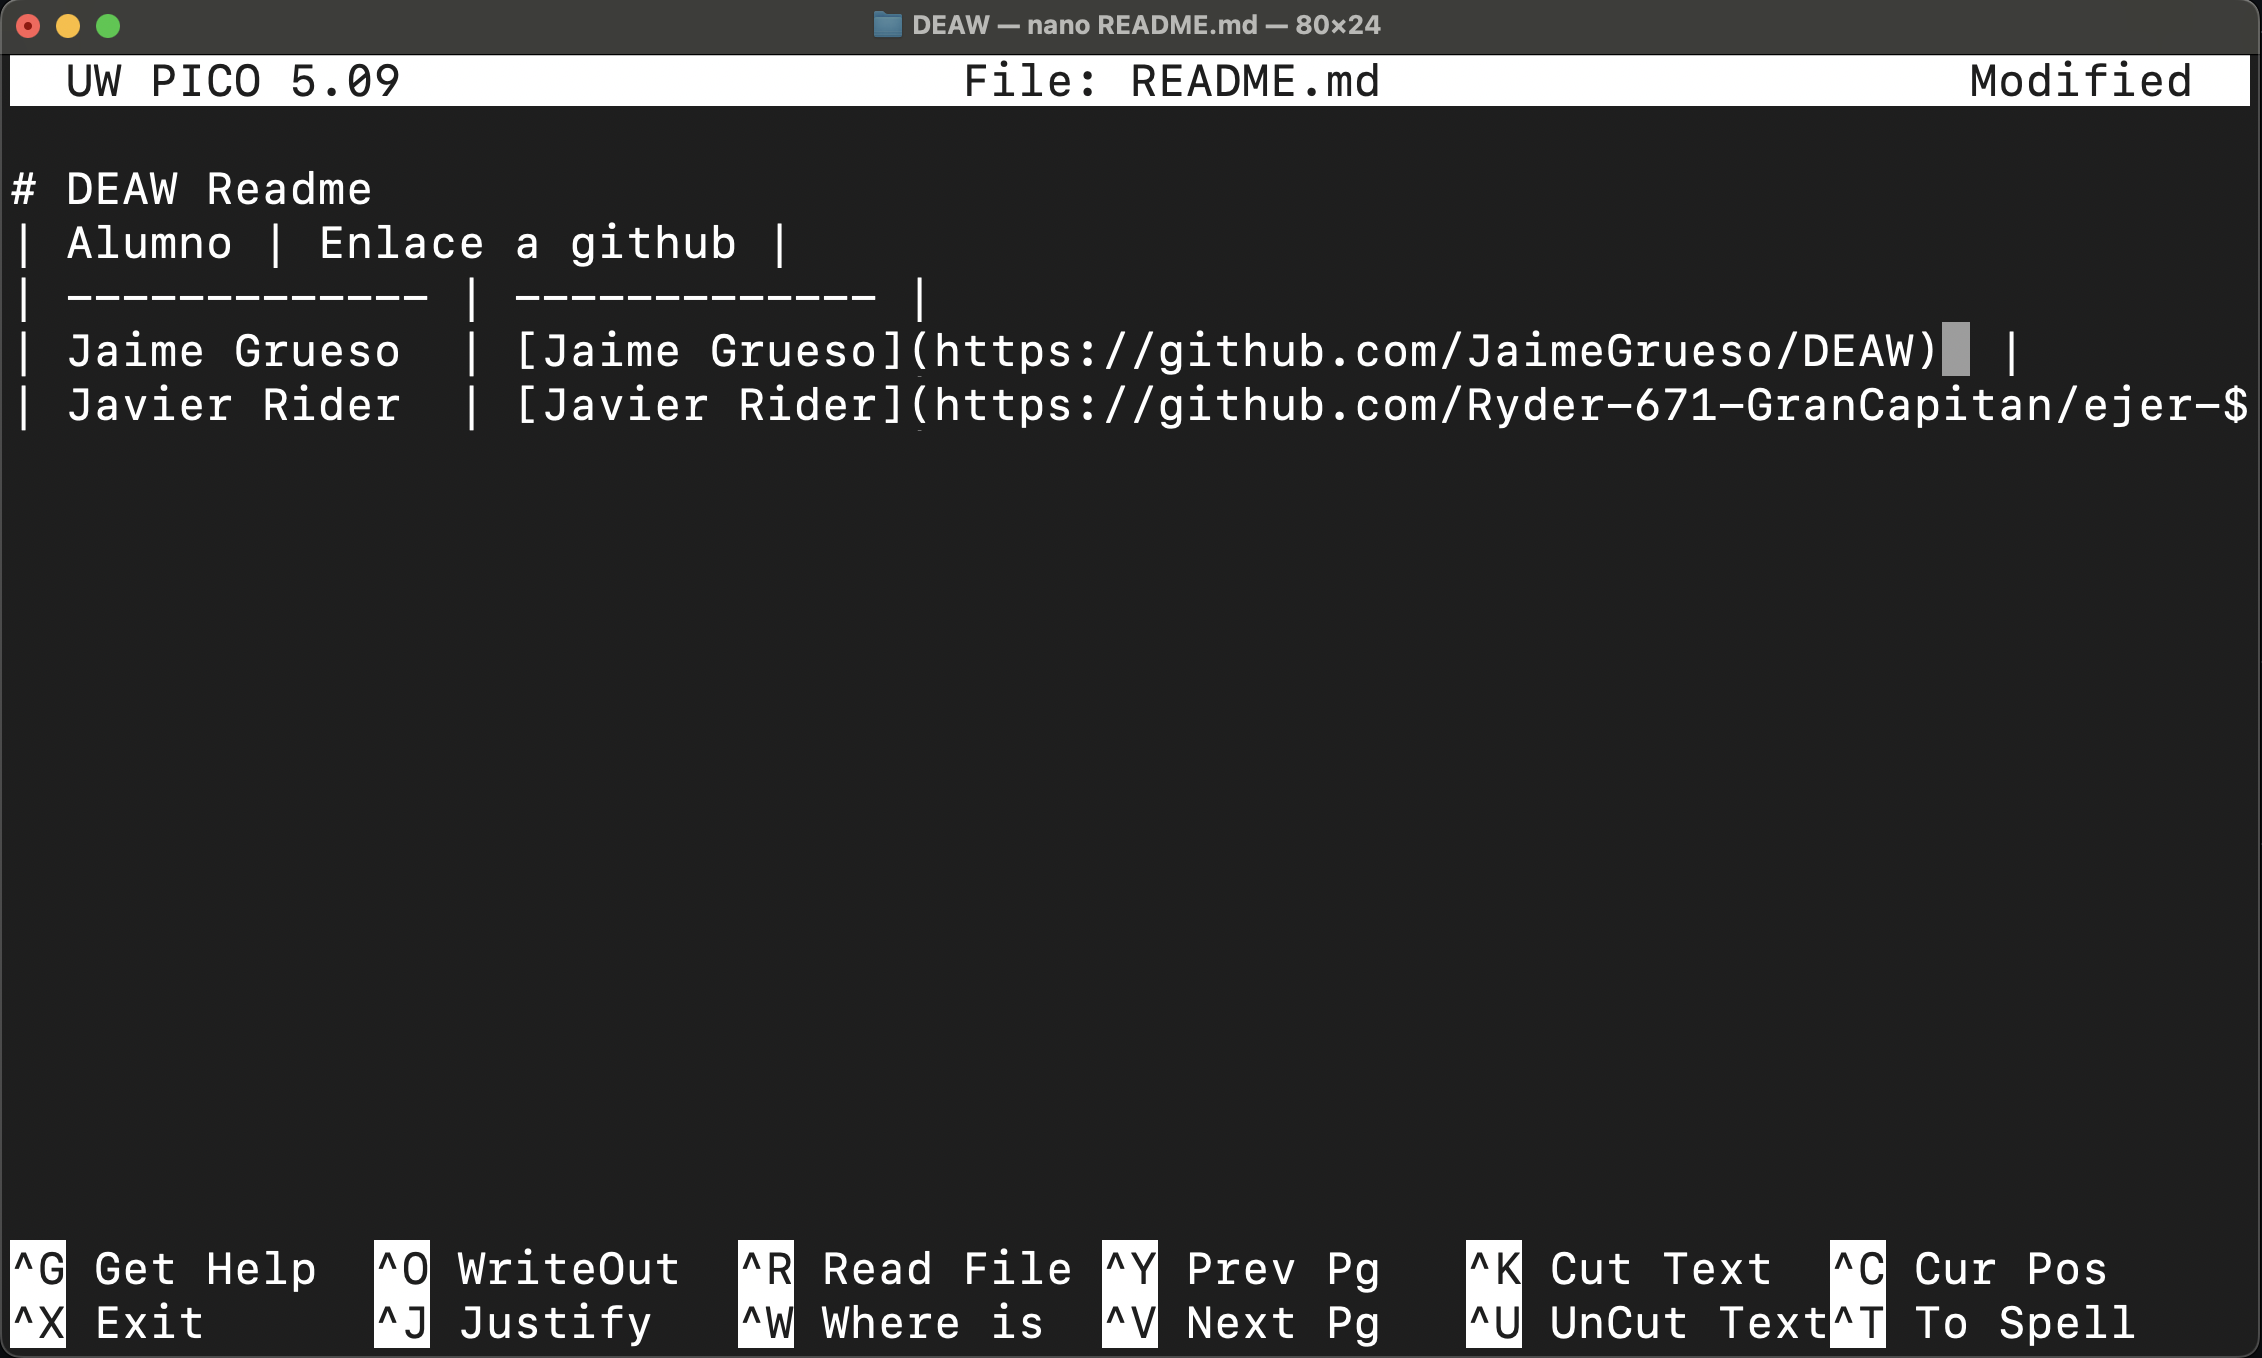 DEAW — nano README.md — 80×24
UW PICO 5.09 File: README.md Modified
# DEAW Readme
| Alumno | Enlace a github |
| ------------- | ------------- |
| Jaime Grueso  | [Jaime Grueso](https://github.com/JaimeGrueso/DEAW)  |
| Javier Rider  | [Javier Rider](https://github.com/Ryder-671-GranCapitan/ejer-$
^G Get Help ^O WriteOut ^R Read File ^Y Prev Pg ^K Cut Text ^C Cur Pos
^X Exit ^J Justify ^W Where is ^V Next Pg ^U UnCut Text ^T To Spell